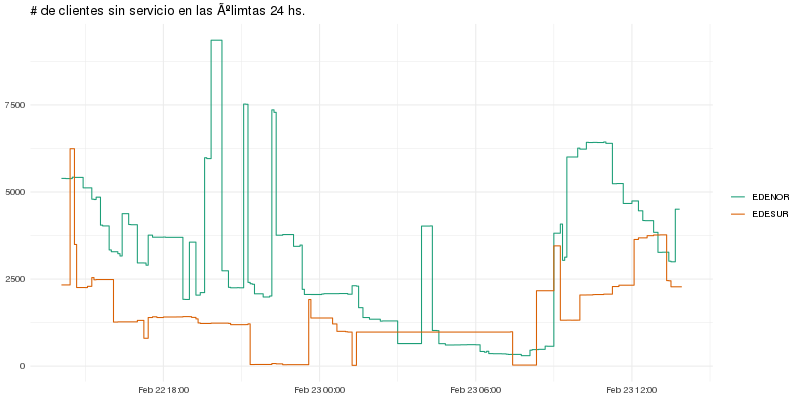 # de clientes sin servicio en las Ãºlimtas 24 hs.
7500
5000
2500
0
Feb 22 18:00
Feb 23 00:00
Feb 23 06:00
Feb 23 12:00
EDENOR
EDESUR